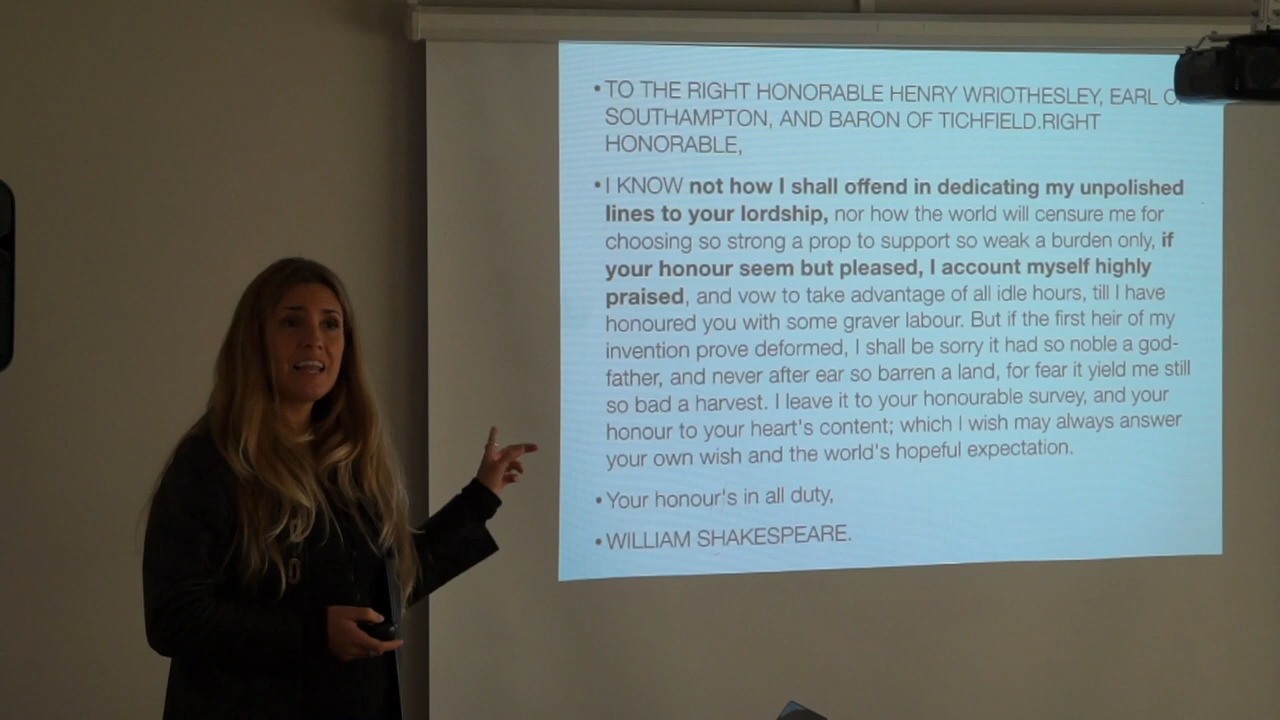 • TO THE RIGHT HONORABLE HENRY WRIOTHESLEY, EARL
SOUTHAMPTON, AND BARON OF TICHFIELD.RIGHT
HONORABLE,
• I KNOW not how I shall offend in dedicating my unpolished
lines to your lordship, nor how the world will censure me for
choosing so strong a prop to support so weak a burden only, if
your honour seem but pleased, I account myself highly
praised, and vow to take advantage of all idle hours, till I have
honoured you with some graver labour. But if the first heir of my
invention prove deformed, I shall be sorry it had so noble a god-
father, and never after ear so barren a land, for fear it yield me still
so bad a harvest. I leave it to your honourable survey, and your
honour to your heart's content; which I wish may always answer
your own wish and the world's hopeful expectation.
• Your honour's in all duty,
• WILLIAM SHAKESPEARE.